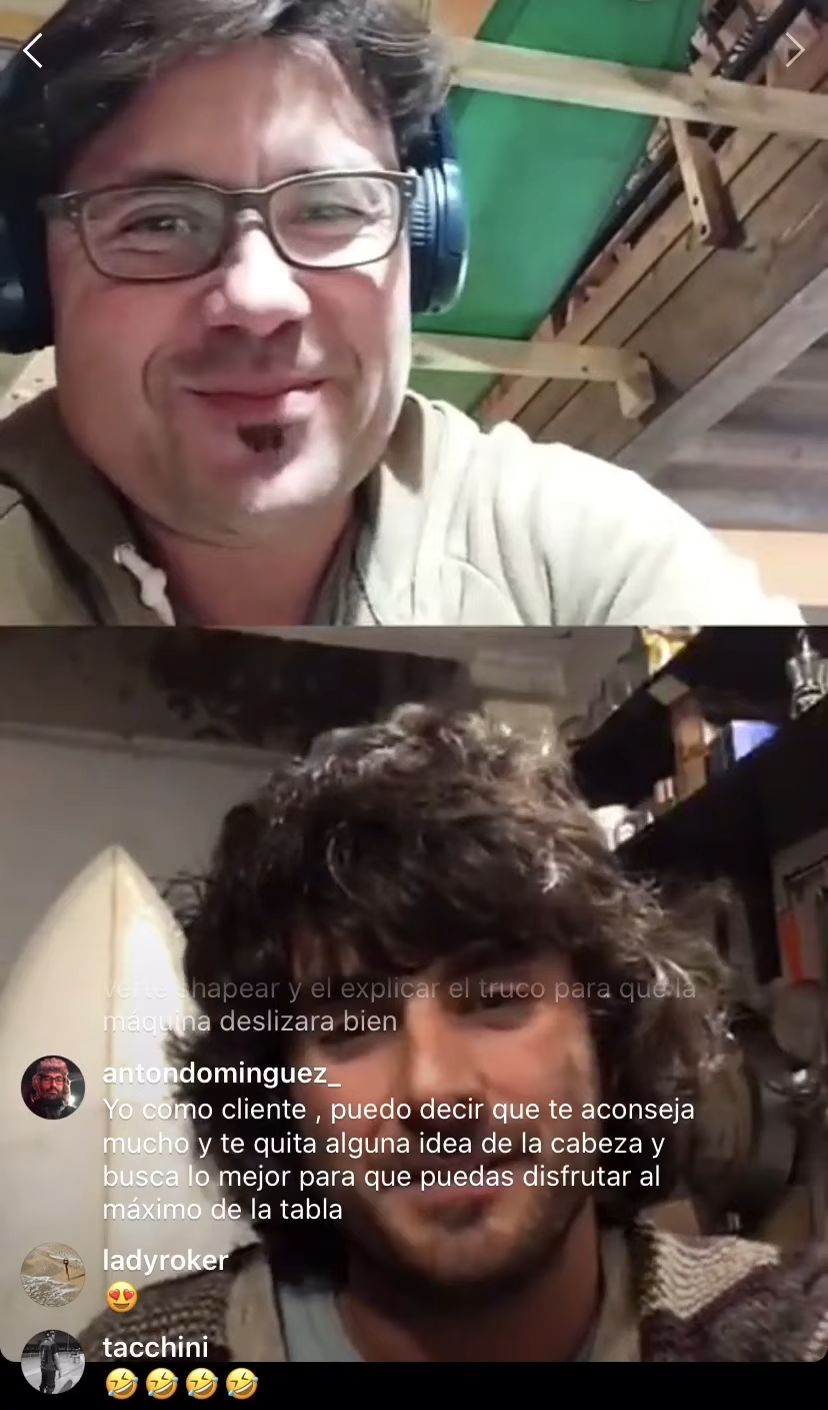 verte shapear y el explicar el truco para que la
máquina deslizara bien
antondominguez_
Yo como cliente , puedo decir que te aconseja
mucho y te quita alguna idea de la cabeza y
busca lo mejor para que puedas disfrutar al
máximo de la tabla
ladyroker
😍
tacchini
🤣🤣🤣🤣